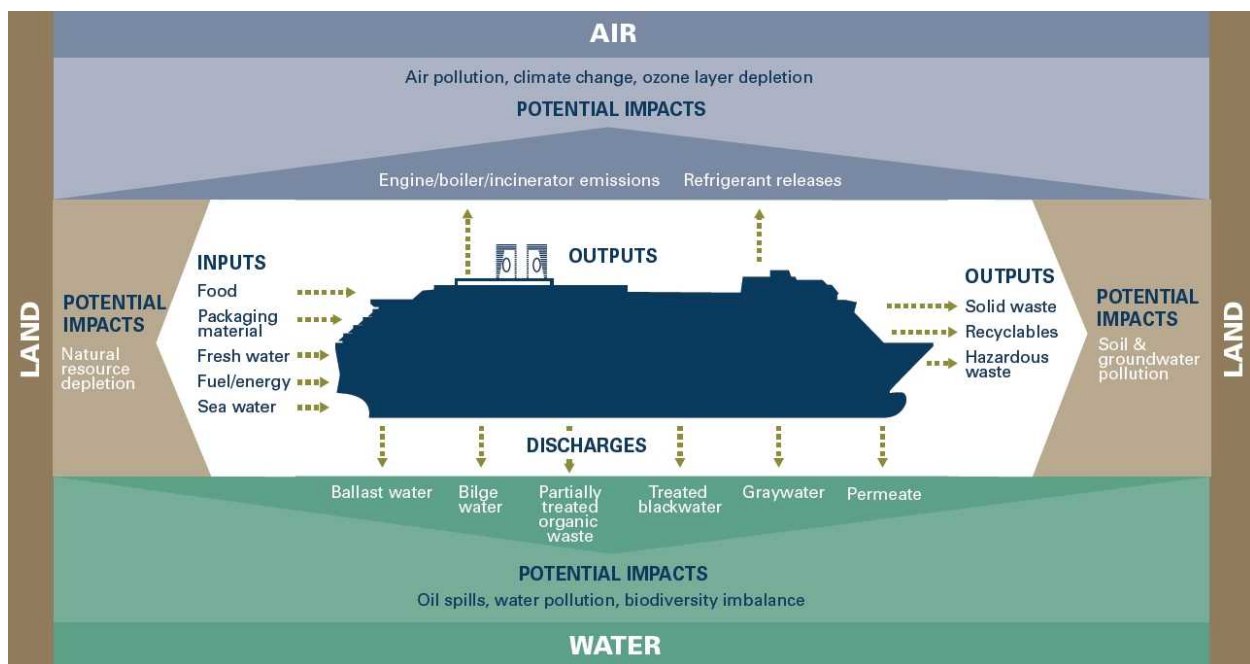 AIR
Air pollution, climate change, ozone layer depletion
POTENTIAL IMPACTS
Engine/boiler/incinerator emissions
Refrigerant releases
LAND
POTENTIAL
IMPACTS
Natural
resource
depletion
INPUTS
Food
Packaging
material
Fresh water
Fuel/energy
Sea water
OUTPUTS
OUTPUTS
Solid waste
Recyclables
Hazardous
waste
POTENTIAL
IMPACTS
Soil &
groundwater
pollution
LAND
DISCHARGES
Ballast water
Bilge
water
Partially
treated
organic
waste
Treated
blackwater
Graywater
Permeate
POTENTIAL IMPACTS
Oil spills, water pollution, biodiversity imbalance
WATER